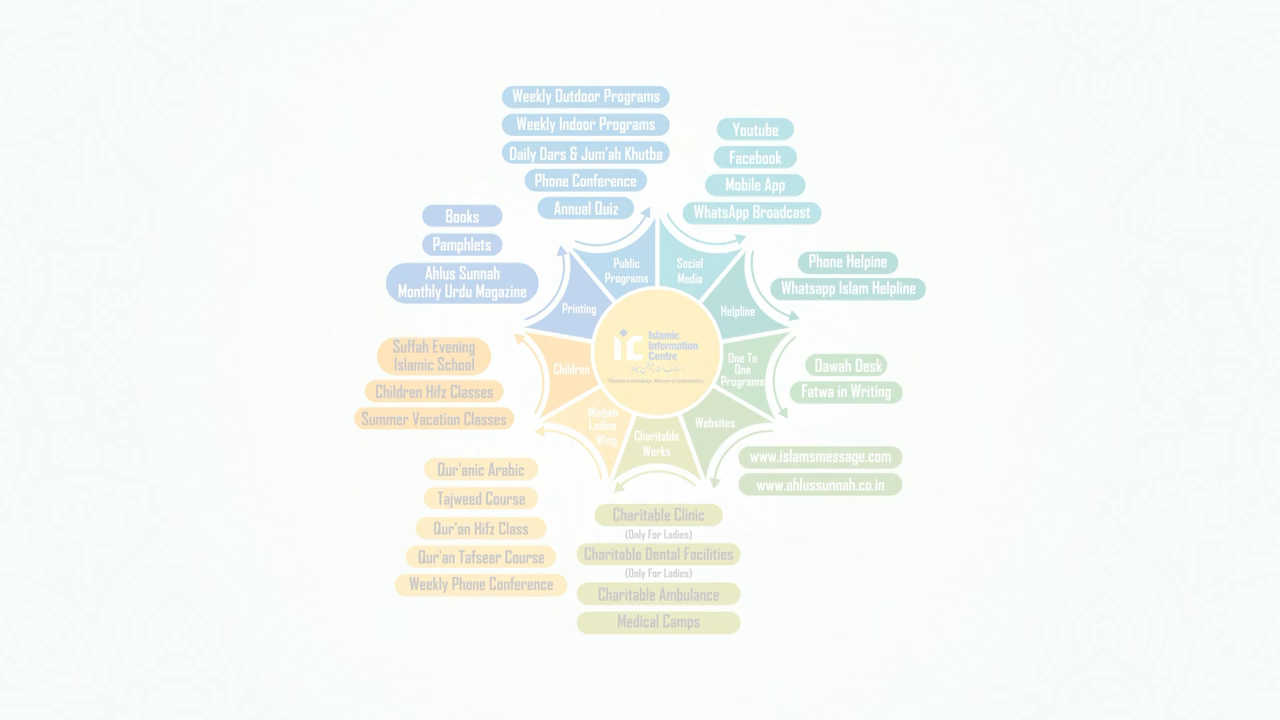 Weekly Outdoor Programs
Weekly Indoor Programs
Daily Dars & Jum'ah Khutba
Phone Conference
Annual Quiz
Youtube
Facebook
Mobile App
WhatsApp Broadcast
Books
Pamphlets
Ahlus Sunnah
Monthly Urdu Magazine
Phone Helpine
Whatsapp Islam Helpline
Public
Programs
Social
Media
Printing
Helpline
Islamic
Information
Centre
Children
One To
One
Programs
Suffah Evening
Islamic School
Children Hifz Classes
Summer Vacation Classes
Dawah Desk
Fatwa in Writing
Misbah
Ladies
Wing
Charitable
Works
Websites
www.islamsmessage.com
www.ahlussunnah.co.in
Qur'anic Arabic
Tajweed Course
Qur'an Hifz Class
Qur'an Tafseer Course
Weekly Phone Conference
Charitable Clinic
(Only For Ladies)
Charitable Dental Facilities
(Only For Ladies)
Charitable Ambulance
Medical Camps